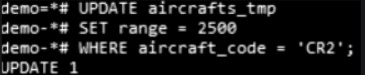 demo=*# UPDATE aircrafts_tmp
demo-*# SET range = 2500
demo-*# WHERE aircraft_code = 'CR2';
UPDATE 1